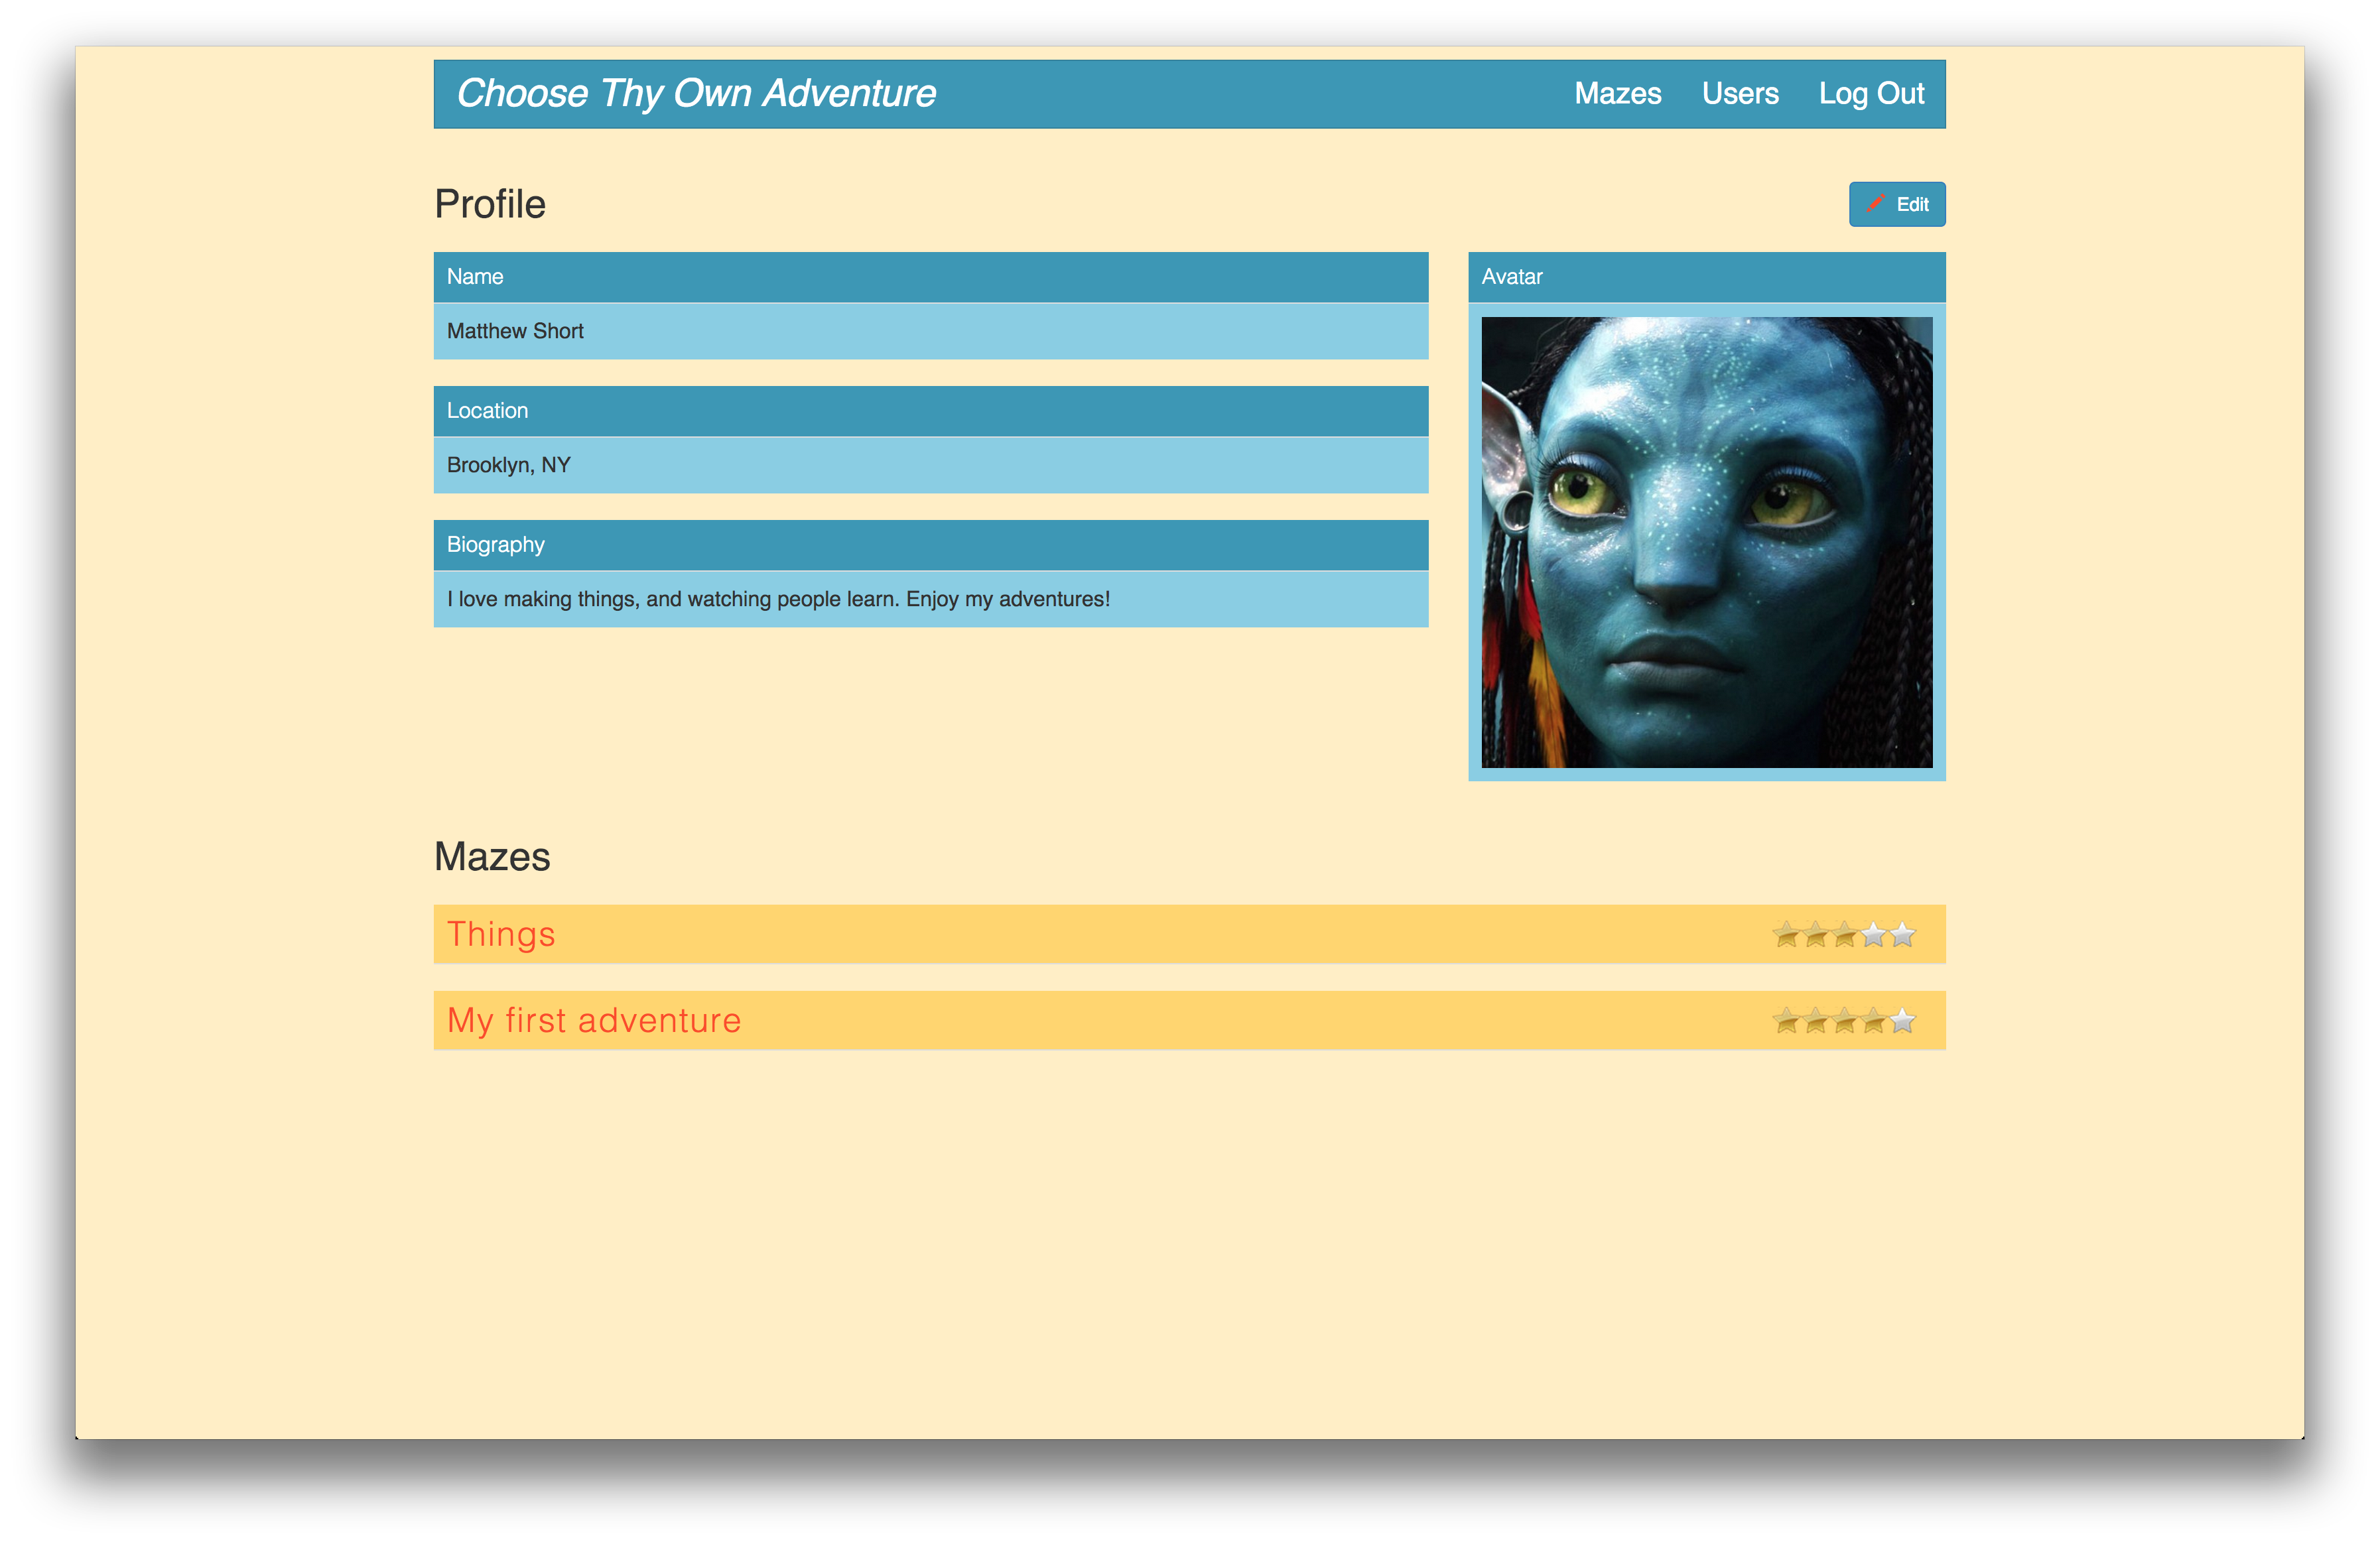 Choose Thy Own Adventure
Mazes
Users
Log Out
Profile
Edit
Name
Matthew Short
Location
Brooklyn, NY
Biography
I love making things, and watching people learn. Enjoy my adventures!
Avatar
Mazes
Things
My first adventure